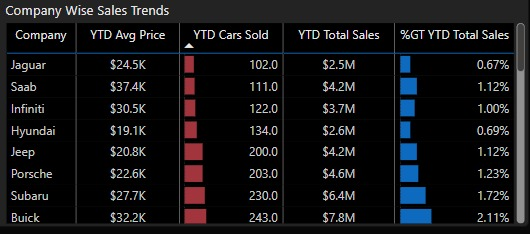 Company Wise Sales Trends
Company YTD Avg Price YTD Cars Sold YTD Total Sales %GT YTD Total Sales
Jaguar $24.5K 102.0 $2.5M 0.67%
Saab $37.4K 111.0 $4.2M 1.12%
Infiniti $30.5K 122.0 $3.7M 1.00%
Hyundai $19.1K 134.0 $2.6M 0.69%
Jeep $20.8K 200.0 $4.2M 1.12%
Porsche $22.6K 203.0 $4.6M 1.23%
Subaru $27.7K 230.0 $6.4M 1.72%
Buick $32.2K 243.0 $7.8M 2.11%